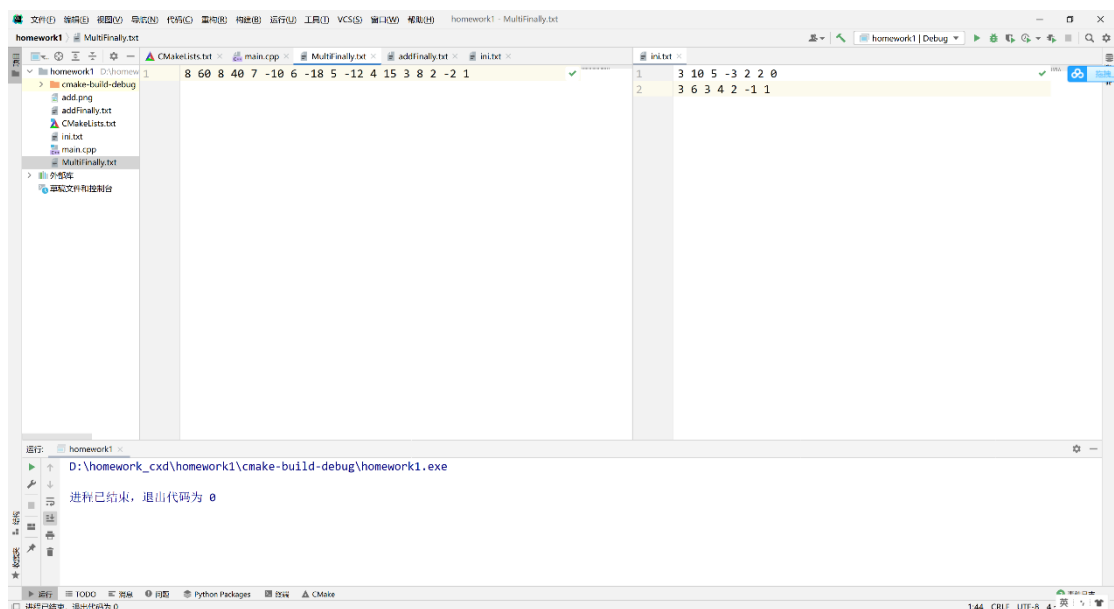 文件(F) 编辑(E) 视图(V) 导航(N) 代码(C) 重构(R) 构建(B) 运行(U) 工具(T) VCS(S) 窗口(W) 帮助(H) homework1 - MultiFinally.txt
homework1 MultiFinally.txt homework1 | Debug
CMakeLists.txt main.cpp MultiFinally.txt addFinally.txt ini.txt ini.txt
homework1 D:\homew
cmake-build-debug
add.png
addFinally.txt
CMakeLists.txt
ini.txt
main.cpp
MultiFinally.txt
外部库
草稿文件和控制台
1 8 60 8 40 7 -10 6 -18 5 -12 4 15 3 8 2 -2 1
1 3 10 5 -3 2 2 0
2 3 6 3 4 2 -1 1
运行: homework1
D:\homework_cxd\homework1\cmake-build-debug\homework1.exe
进程已结束，退出代码为 0
运行 TODO 消息 问题 Python Packages 终端 CMake
进程已结束，退出代码为 0 1:44 CRLF UTF-8 英